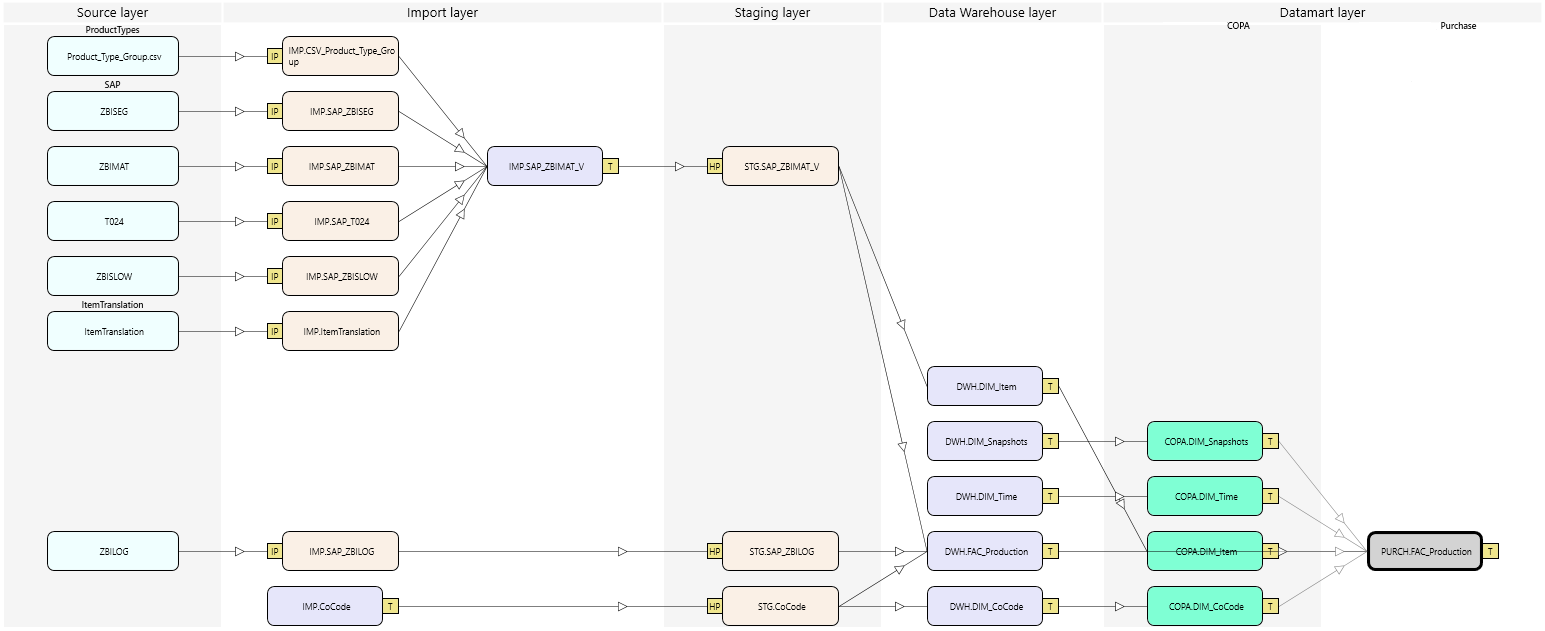 Source layer
Import layer
Staging layer
Data Warehouse layer
Datamart layer
ProductTypes
COPA
Purchase
Product_Type_Group.csv
IP
IMP.CSV_Product_Type_Gro
up
SAP
ZBISEG
IP
IMP.SAP_ZBISEG
ZBIMAT
IP
IMP.SAP_ZBIMAT
IMP.SAP_ZBIMAT_V
T
HP
STG.SAP_ZBIMAT_V
T024
IP
IMP.SAP_T024
ZBISLOW
IP
IMP.SAP_ZBISLOW
ItemTranslation
ItemTranslation
IP
IMP.ItemTranslation
DWH.DIM_Item
T
DWH.DIM_Snapshots
T
COPA.DIM_Snapshots
T
DWH.DIM_Time
T
COPA.DIM_Time
T
ZBILOG
IP
IMP.SAP_ZBILOG
HP
STG.SAP_ZBILOG
DWH.FAC_Production
T
COPA.DIM_Item
T
PURCH.FAC_Production
T
IMP.CoCode
T
HP
STG.CoCode
DWH.DIM_CoCode
T
COPA.DIM_CoCode
T